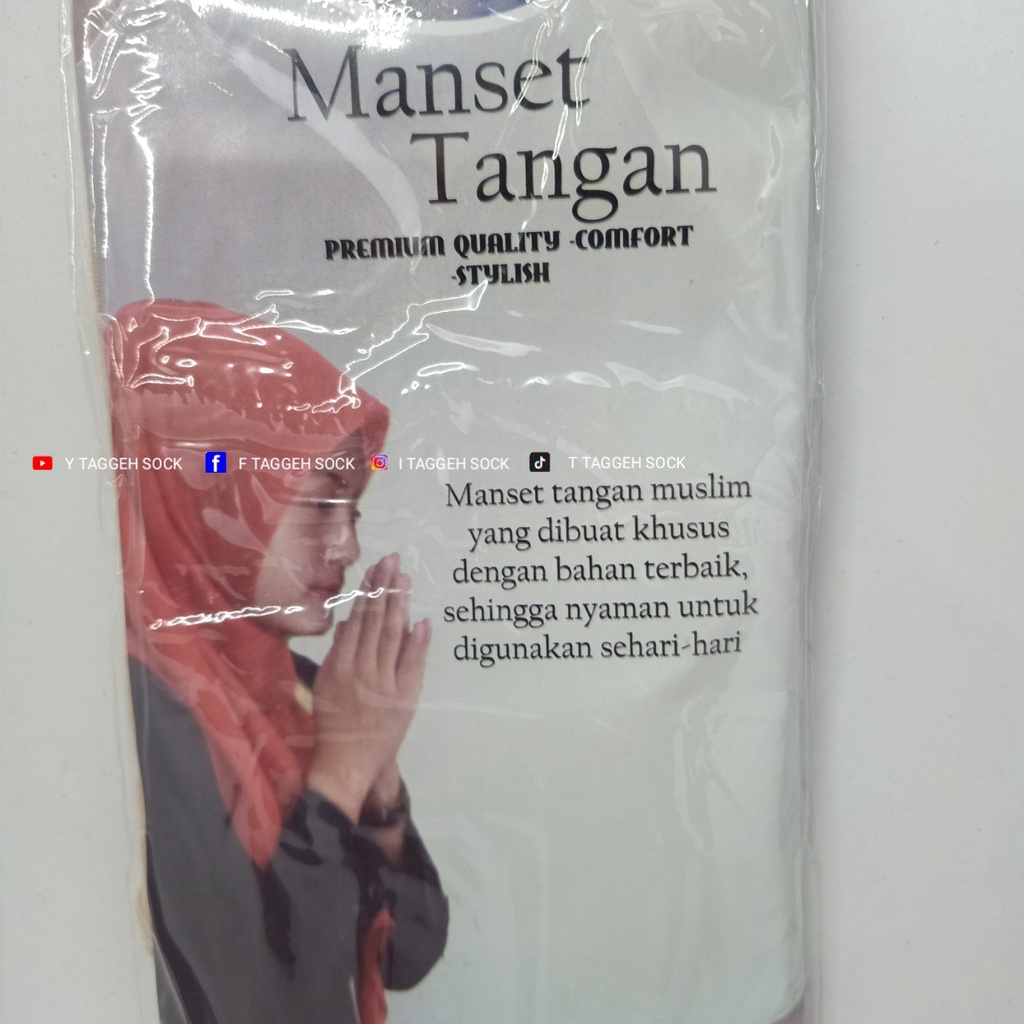 Manset
Tangan
PREMIUM QUALITY -COMFORT
-STYLISH
Y TAGGEH SOCK F TAGGEH SOCK I TAGGEH SOCK T TAGGEH SOCK
Manset tangan muslim
yang dibuat khusus
dengan bahan terbaik,
sehingga nyaman untuk
digunakan sehari-hari